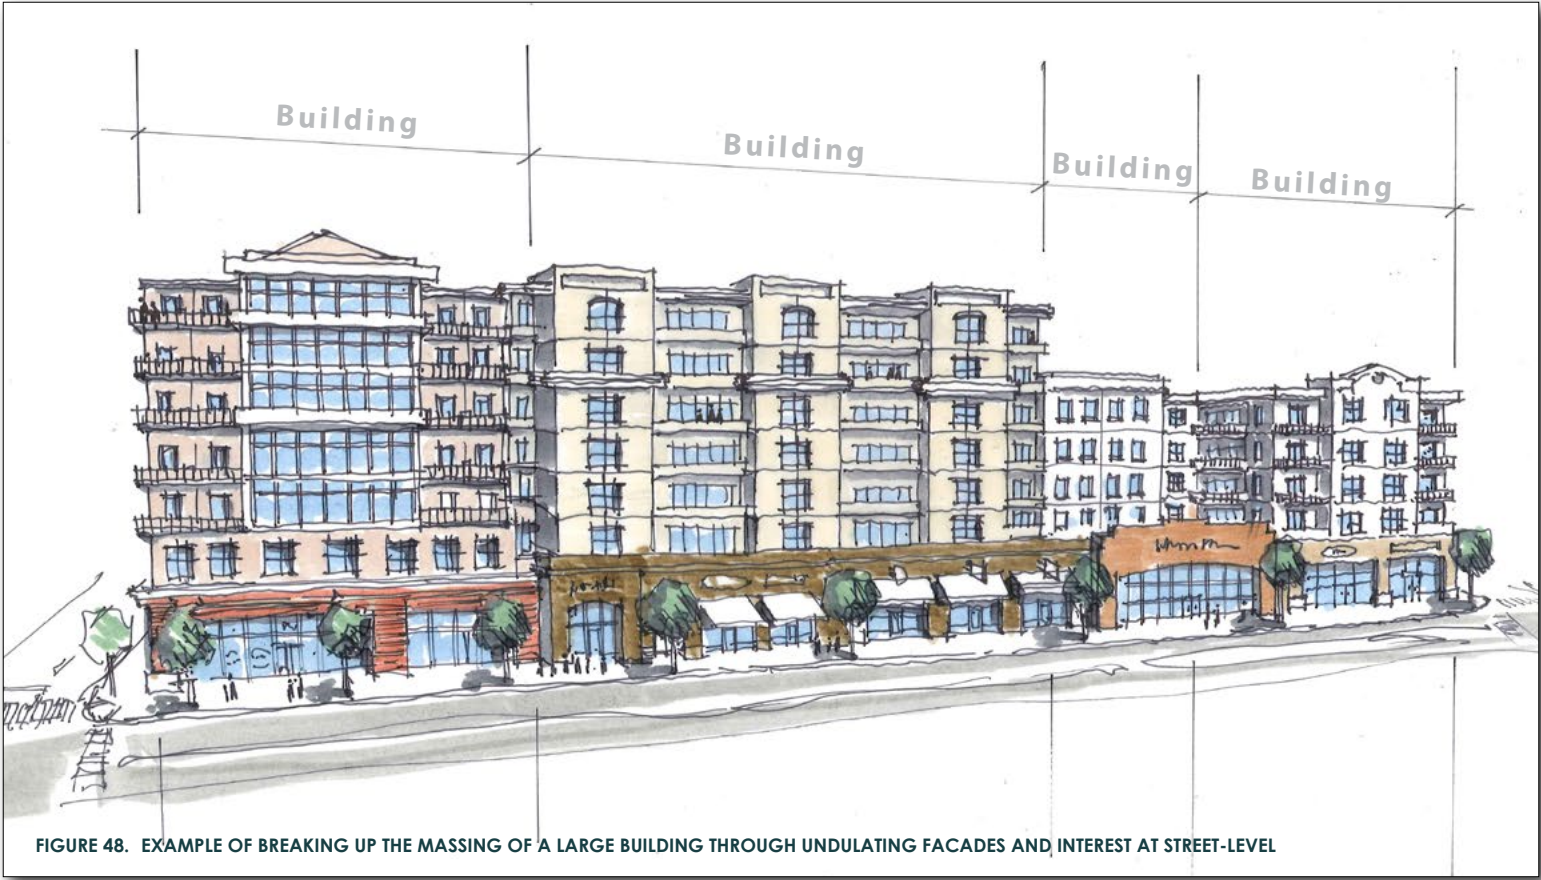 Building
Building
Building
Building
FIGURE 48. EXAMPLE OF BREAKING UP THE MASSING OF A LARGE BUILDING THROUGH UNDULATING FACADES AND INTEREST AT STREET-LEVEL